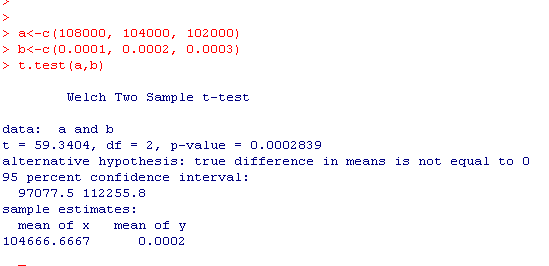 >
>
> a<-c(108000, 104000, 102000)
> b<-c(0.0001, 0.0002, 0.0003)
> t.test(a,b)
Welch Two Sample t-test
data:  a and b
t = 59.3404, df = 2, p-value = 0.0002839
alternative hypothesis: true difference in means is not equal to 0
95 percent confidence interval:
97077.5 112255.8
sample estimates:
mean of x   mean of y
104666.6667      0.0002